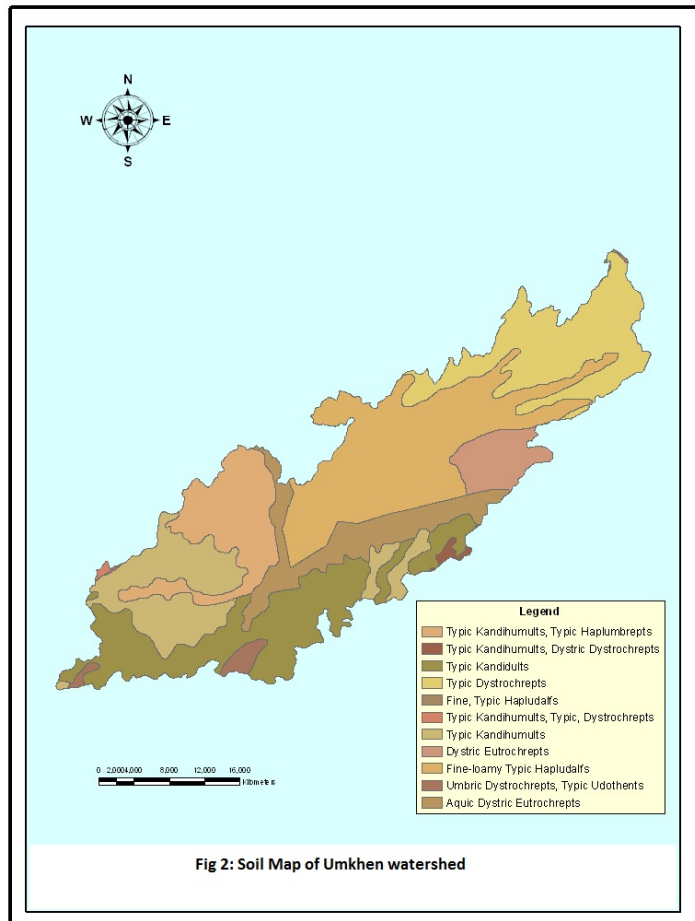 N
W E
S
Legend
Typic Kandihumults, Typic Haplumbrepts
Typic Kandihumults, Dystric Dystrochrepts
Typic Kandidults
Typic Dystrochrepts
Fine, Typic Hapludalfs
Typic Kandihumults, Typic, Dystrochrepts
Typic Kandihumults
Dystric Eutrochrepts
Fine-loamy Typic Hapludalfs
Umbric Dystrochrepts, Typic Udothents
Aquic Dystric Eutrochrepts
0 2,0004,000 8,000 12,000 16,000
Kilometers
Fig 2: Soil Map of Umkhen watershed